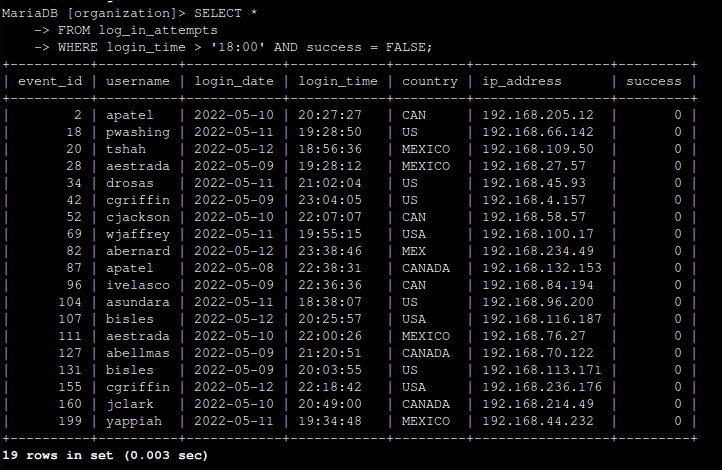 MariaDB [organization]> SELECT *
    -> FROM log_in_attempts
    -> WHERE login_time > '18:00' AND success = FALSE;
+----------+----------+------------+------------+---------+-----------------+---------+
| event_id | username | login_date | login_time | country | ip_address      | success |
+----------+----------+------------+------------+---------+-----------------+---------+
|        2 | apatel   | 2022-05-10 | 20:27:27   | CAN     | 192.168.205.12  |       0 |
|       18 | pwashing | 2022-05-11 | 19:28:50   | US      | 192.168.66.142  |       0 |
|       20 | tshah    | 2022-05-12 | 18:56:36   | MEXICO  | 192.168.109.50  |       0 |
|       28 | aestrada | 2022-05-09 | 19:28:12   | MEXICO  | 192.168.27.57   |       0 |
|       34 | drosas   | 2022-05-11 | 21:02:04   | US      | 192.168.45.93   |       0 |
|       42 | cgriffin | 2022-05-09 | 23:04:05   | US      | 192.168.4.157   |       0 |
|       52 | cjackson | 2022-05-10 | 22:07:07   | CAN     | 192.168.58.57   |       0 |
|       69 | wjaffrey | 2022-05-11 | 19:55:15   | USA     | 192.168.100.17  |       0 |
|       82 | abernard | 2022-05-12 | 23:38:46   | MEX     | 192.168.234.49  |       0 |
|       87 | apatel   | 2022-05-08 | 22:38:31   | CANADA  | 192.168.132.153 |       0 |
|       96 | ivelasco | 2022-05-09 | 22:36:36   | CAN     | 192.168.84.194  |       0 |
|      104 | asundara | 2022-05-11 | 18:38:07   | US      | 192.168.96.200  |       0 |
|      107 | bisles   | 2022-05-12 | 20:25:57   | USA     | 192.168.116.187 |       0 |
|      111 | aestrada | 2022-05-10 | 22:00:26   | MEXICO  | 192.168.76.27   |       0 |
|      127 | abellmas | 2022-05-09 | 21:20:51   | CANADA  | 192.168.70.122  |       0 |
|      131 | bisles   | 2022-05-09 | 20:03:55   | US      | 192.168.113.171 |       0 |
|      155 | cgriffin | 2022-05-12 | 22:18:42   | USA     | 192.168.236.176 |       0 |
|      160 | jclark   | 2022-05-10 | 20:49:00   | CANADA  | 192.168.214.49  |       0 |
|      199 | yappiah  | 2022-05-11 | 19:34:48   | MEXICO  | 192.168.44.232  |       0 |
+----------+----------+------------+------------+---------+-----------------+---------+
19 rows in set (0.003 sec)